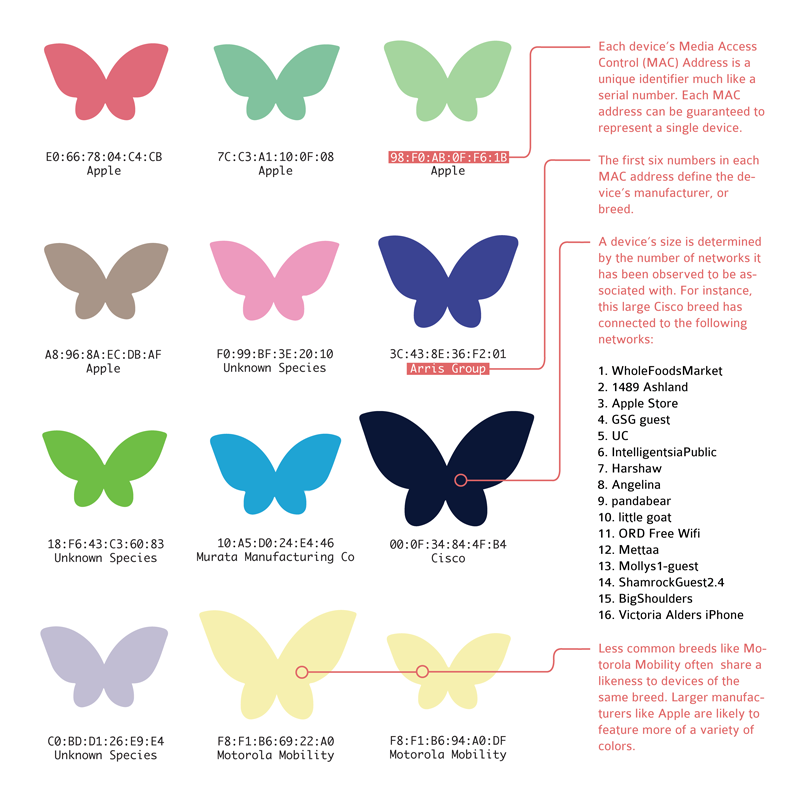 Each device's Media Access
Control (MAC) Address is a
unique identifier much like a
serial number. Each MAC
address can be guaranteed to
represent a single device.
E0:66:78:04:C4:CB
Apple
7C:C3:A1:10:0F:08
Apple
98:F0:AB:0F:F6:1B
Apple
The first six numbers in each
MAC address define the de-
vice's manufacturer, or
breed.
A device's size is determined
by the number of networks it
has been observed to be as-
sociated with. For instance,
this large Cisco breed has
connected to the following
networks:
A8:96:8A:EC:DB:AF
Apple
F0:99:BF:3E:20:10
Unknown Species
3C:43:8E:36:F2:01
Arris Group
1. WholeFoodsMarket
2. 1489 Ashland
3. Apple Store
4. GSG guest
5. UC
6. IntelligentsiaPublic
7. Harshaw
8. Angelina
9. pandabear
10. little goat
11. ORD Free Wifi
12. Mettaa
13. Mollys1-guest
14. ShamrockGuest2.4
15. BigShoulders
16. Victoria Alders iPhone
18:F6:43:C3:60:83
Unknown Species
10:A5:D0:24:E4:46
Murata Manufacturing Co
00:0F:34:84:4F:B4
Cisco
Less common breeds like Mo-
torola Mobility often share a
likeness to devices of the
same breed. Larger manufac-
turers like Apple are likely to
feature more of a variety of
colors.
C0:BD:D1:26:E9:E4
Unknown Species
F8:F1:B6:69:22:A0
Motorola Mobility
F8:F1:B6:94:A0:DF
Motorola Mobility